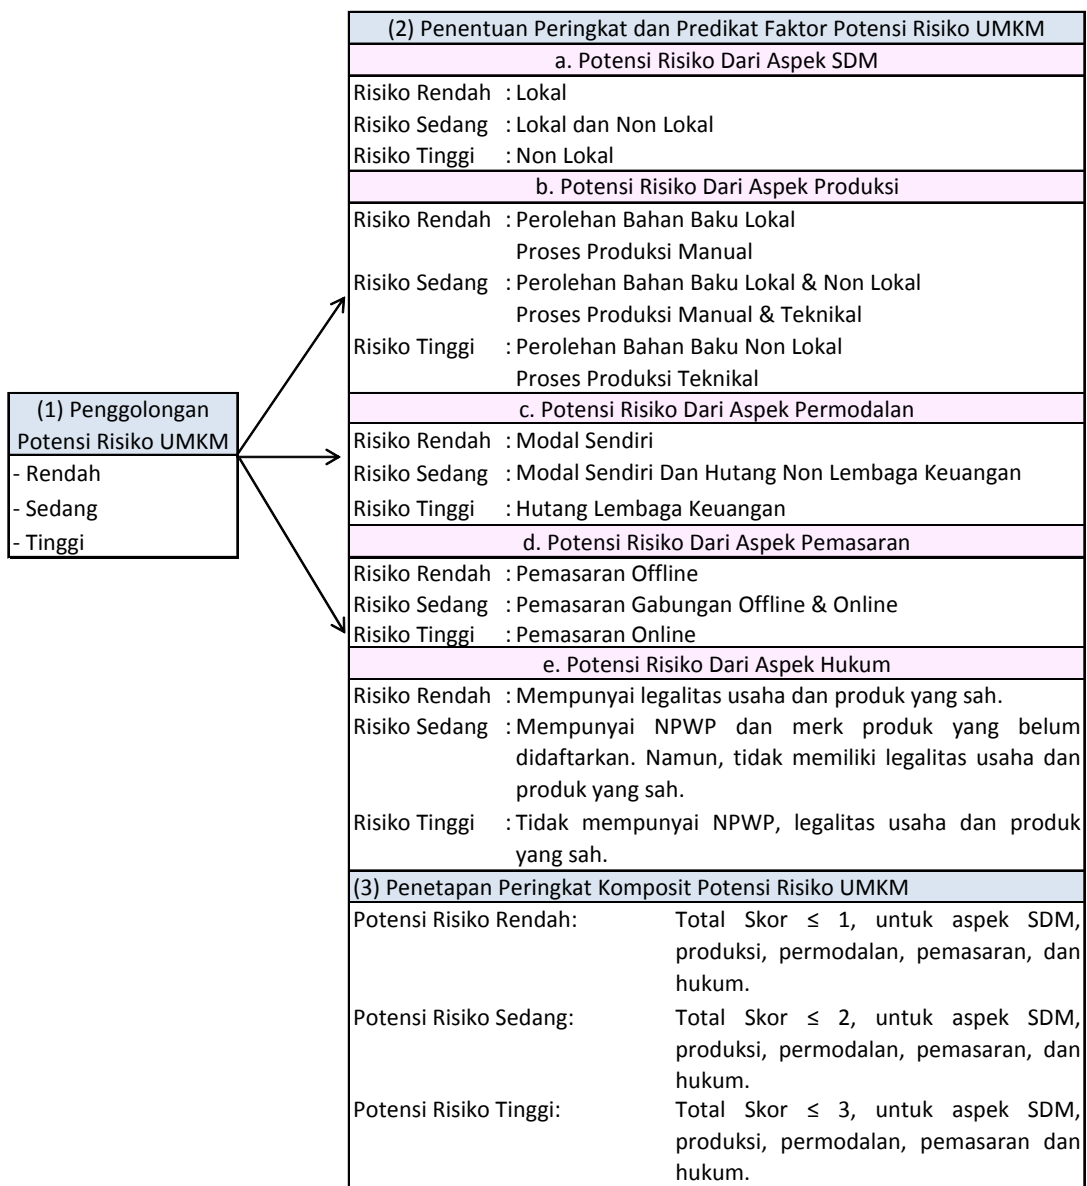 (2) Penentuan Peringkat dan Predikat Faktor Potensi Risiko UMKM
a. Potensi Risiko Dari Aspek SDM
Risiko Rendah : Lokal
Risiko Sedang : Lokal dan Non Lokal
Risiko Tinggi : Non Lokal
b. Potensi Risiko Dari Aspek Produksi
Risiko Rendah : Perolehan Bahan Baku Lokal
Proses Produksi Manual
Risiko Sedang : Perolehan Bahan Baku Lokal & Non Lokal
Proses Produksi Manual & Teknikal
Risiko Tinggi : Perolehan Bahan Baku Non Lokal
Proses Produksi Teknikal
(1) Penggolongan
Potensi Risiko UMKM
- Rendah
- Sedang
- Tinggi
c. Potensi Risiko Dari Aspek Permodalan
Risiko Rendah : Modal Sendiri
Risiko Sedang : Modal Sendiri Dan Hutang Non Lembaga Keuangan
Risiko Tinggi : Hutang Lembaga Keuangan
d. Potensi Risiko Dari Aspek Pemasaran
Risiko Rendah : Pemasaran Offline
Risiko Sedang : Pemasaran Gabungan Offline & Online
Risiko Tinggi : Pemasaran Online
e. Potensi Risiko Dari Aspek Hukum
Risiko Rendah : Mempunyai legalitas usaha dan produk yang sah.
Risiko Sedang : Mempunyai NPWP dan merk produk yang belum
didaftarkan. Namun, tidak memiliki legalitas usaha dan
produk yang sah.
Risiko Tinggi : Tidak mempunyai NPWP, legalitas usaha dan produk
yang sah.
(3) Penetapan Peringkat Komposit Potensi Risiko UMKM
Potensi Risiko Rendah: Total Skor ≤ 1, untuk aspek SDM,
produksi, permodalan, pemasaran, dan
hukum.
Potensi Risiko Sedang: Total Skor ≤ 2, untuk aspek SDM,
produksi, permodalan, pemasaran, dan
hukum.
Potensi Risiko Tinggi: Total Skor ≤ 3, untuk aspek SDM,
produksi, permodalan, pemasaran dan
hukum.